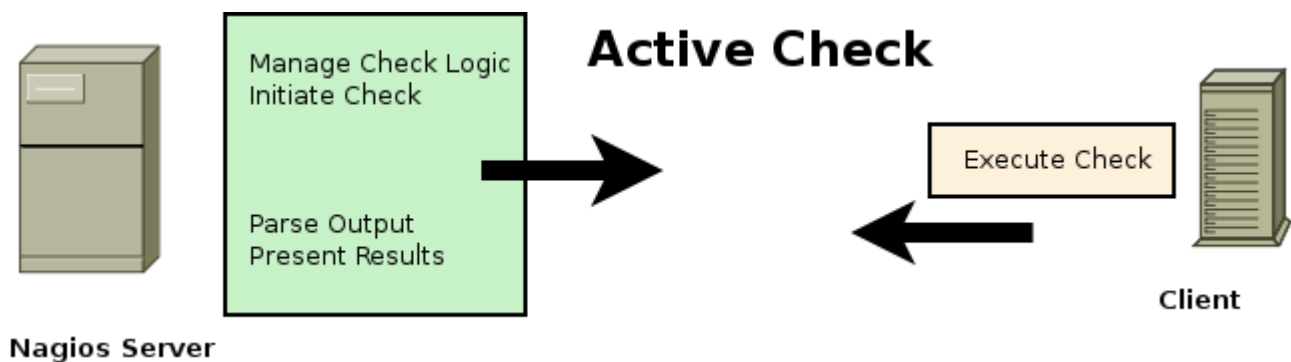 Active Check
Manage Check Logic
Initiate Check
Execute Check
Parse Output
Present Results
Client
Nagios Server